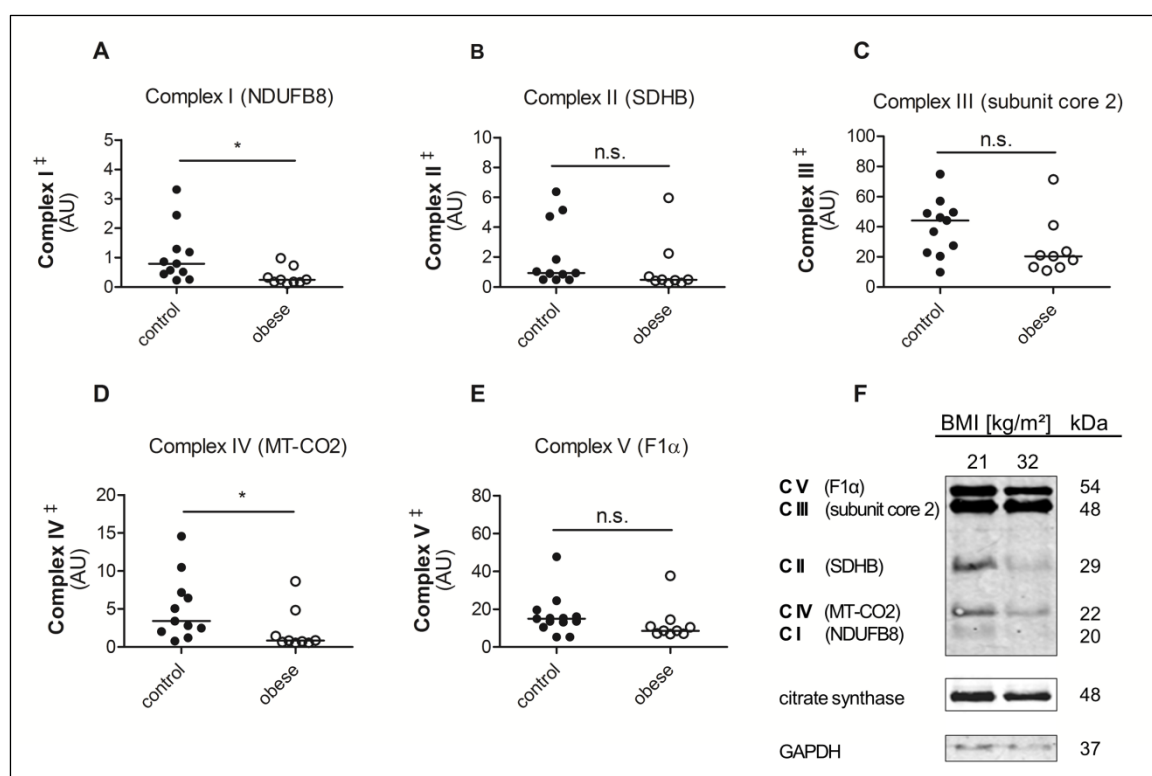 A
Complex I (NDUFB8)
Complex I ‡
(AU)
5
4
3
2
1
0
*
control
obese
B
Complex II (SDHB)
Complex II ‡
(AU)
10
8
6
4
2
0
n.s.
control
obese
C
Complex III (subunit core 2)
Complex III ‡
(AU)
100
80
60
40
20
0
n.s.
control
obese
D
Complex IV (MT-CO2)
Complex IV ‡
(AU)
20
15
10
5
0
*
control
obese
E
Complex V (F1α)
Complex V ‡
(AU)
80
60
40
20
0
n.s.
control
obese
F
BMI [kg/m²] kDa
21 32
C V (F1α) 54
C III (subunit core 2) 48
C II (SDHB) 29
C IV (MT-CO2) 22
C I (NDUFB8) 20
citrate synthase 48
GAPDH 37